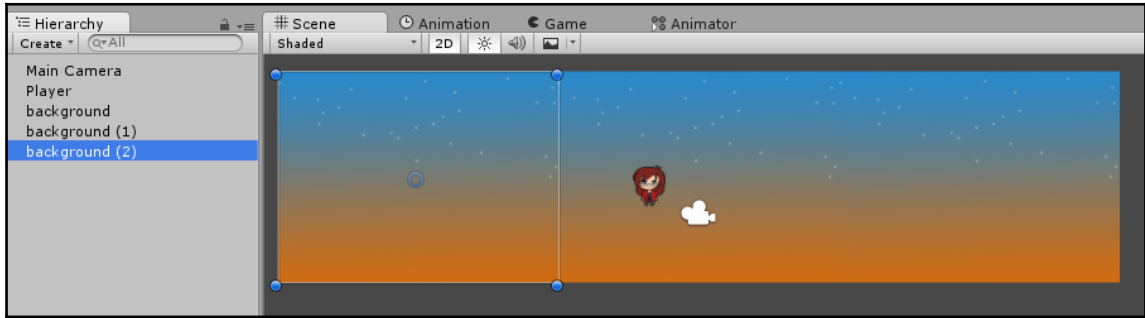 Hierarchy
Create
All
Main Camera
Player
background
background (1)
background (2)
Scene
Animation
Game
Animator
Shaded
2D